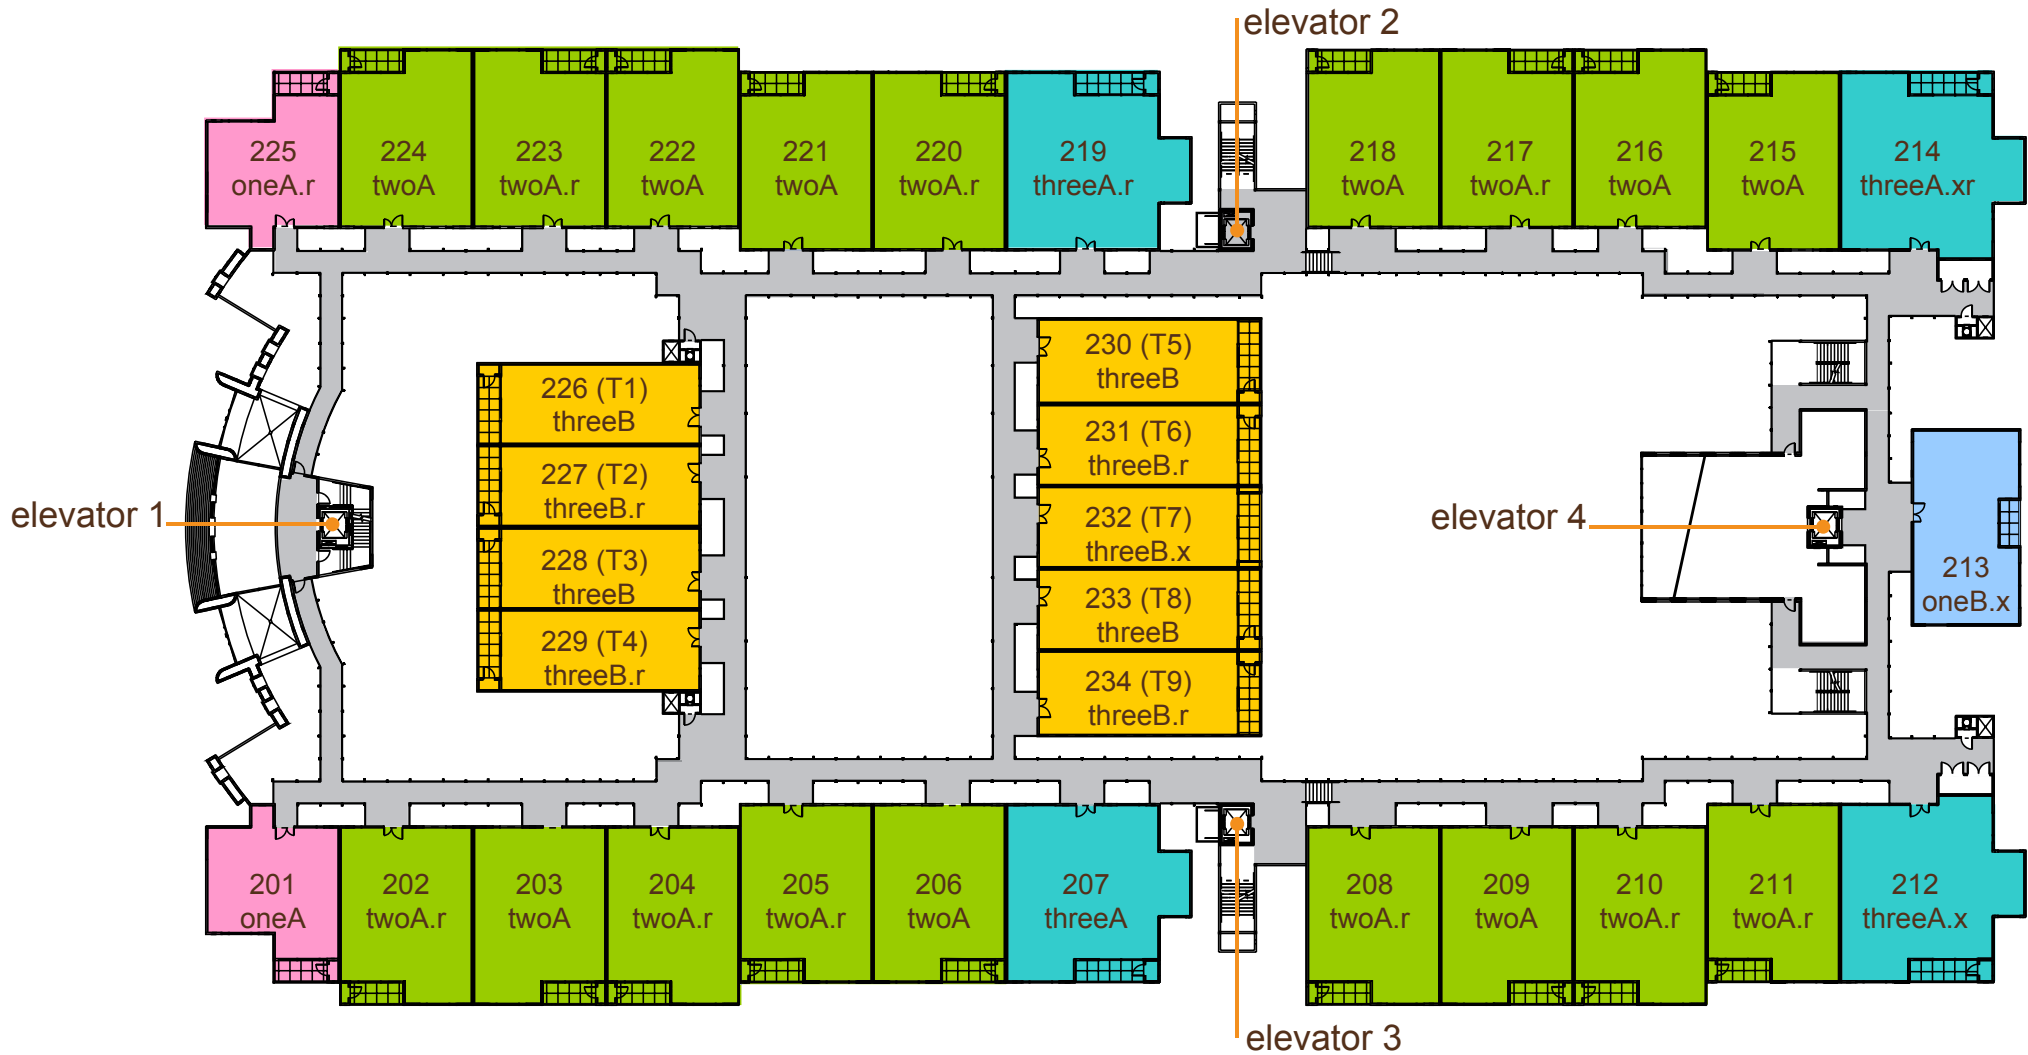 elevator 2
225
oneA.r
224
twoA
223
twoA.r
222
twoA
221
twoA
220
twoA.r
219
threeA.r
218
twoA
217
twoA.r
216
twoA
215
twoA
214
threeA.xr
226 (T1)
threeB
227 (T2)
threeB.r
228 (T3)
threeB
229 (T4)
threeB.r
230 (T5)
threeB
231 (T6)
threeB.r
232 (T7)
threeB.x
233 (T8)
threeB
234 (T9)
threeB.r
elevator 1
elevator 4
213
oneB.x
201
oneA
202
twoA.r
203
twoA
204
twoA.r
205
twoA.r
206
twoA
207
threeA
208
twoA.r
209
twoA
210
twoA.r
211
twoA.r
212
threeA.x
elevator 3